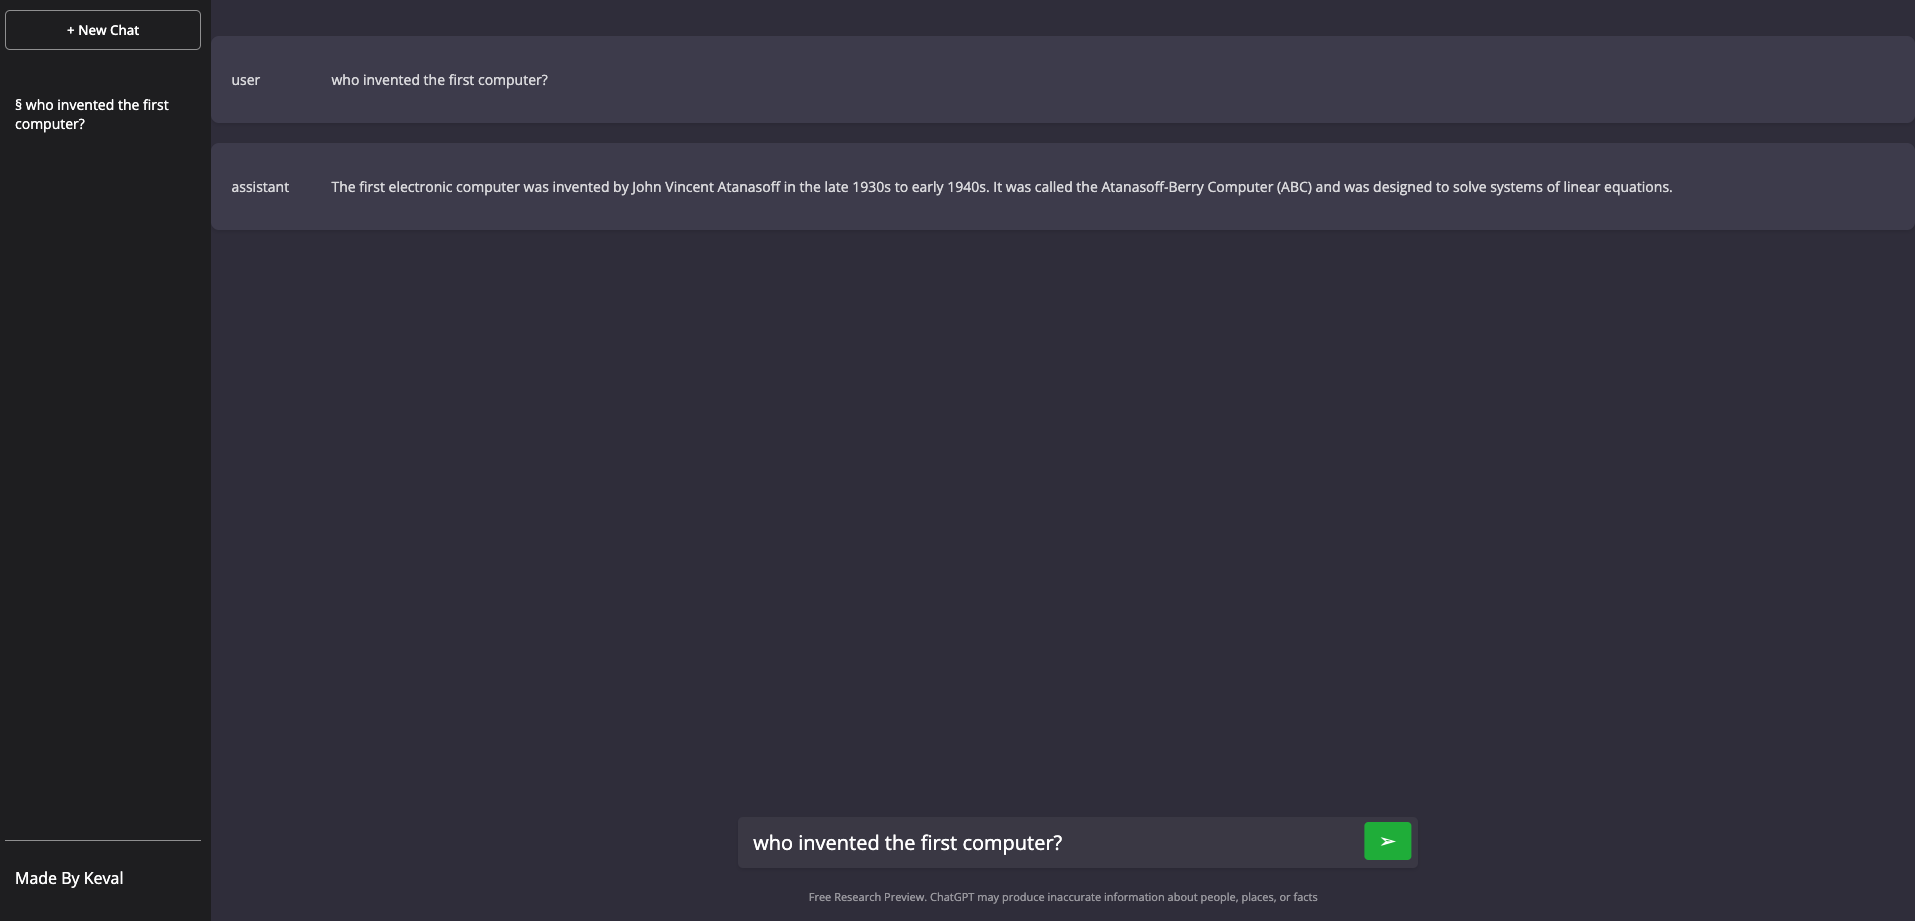 + New Chat
§ who invented the first
computer?
Made By Keval
user who invented the first computer?
assistant The first electronic computer was invented by John Vincent Atanasoff in the late 1930s to early 1940s. It was called the Atanasoff-Berry Computer (ABC) and was designed to solve systems of linear equations.
who invented the first computer?
➢
Free Research Preview. ChatGPT may produce inaccurate information about people, places, or facts